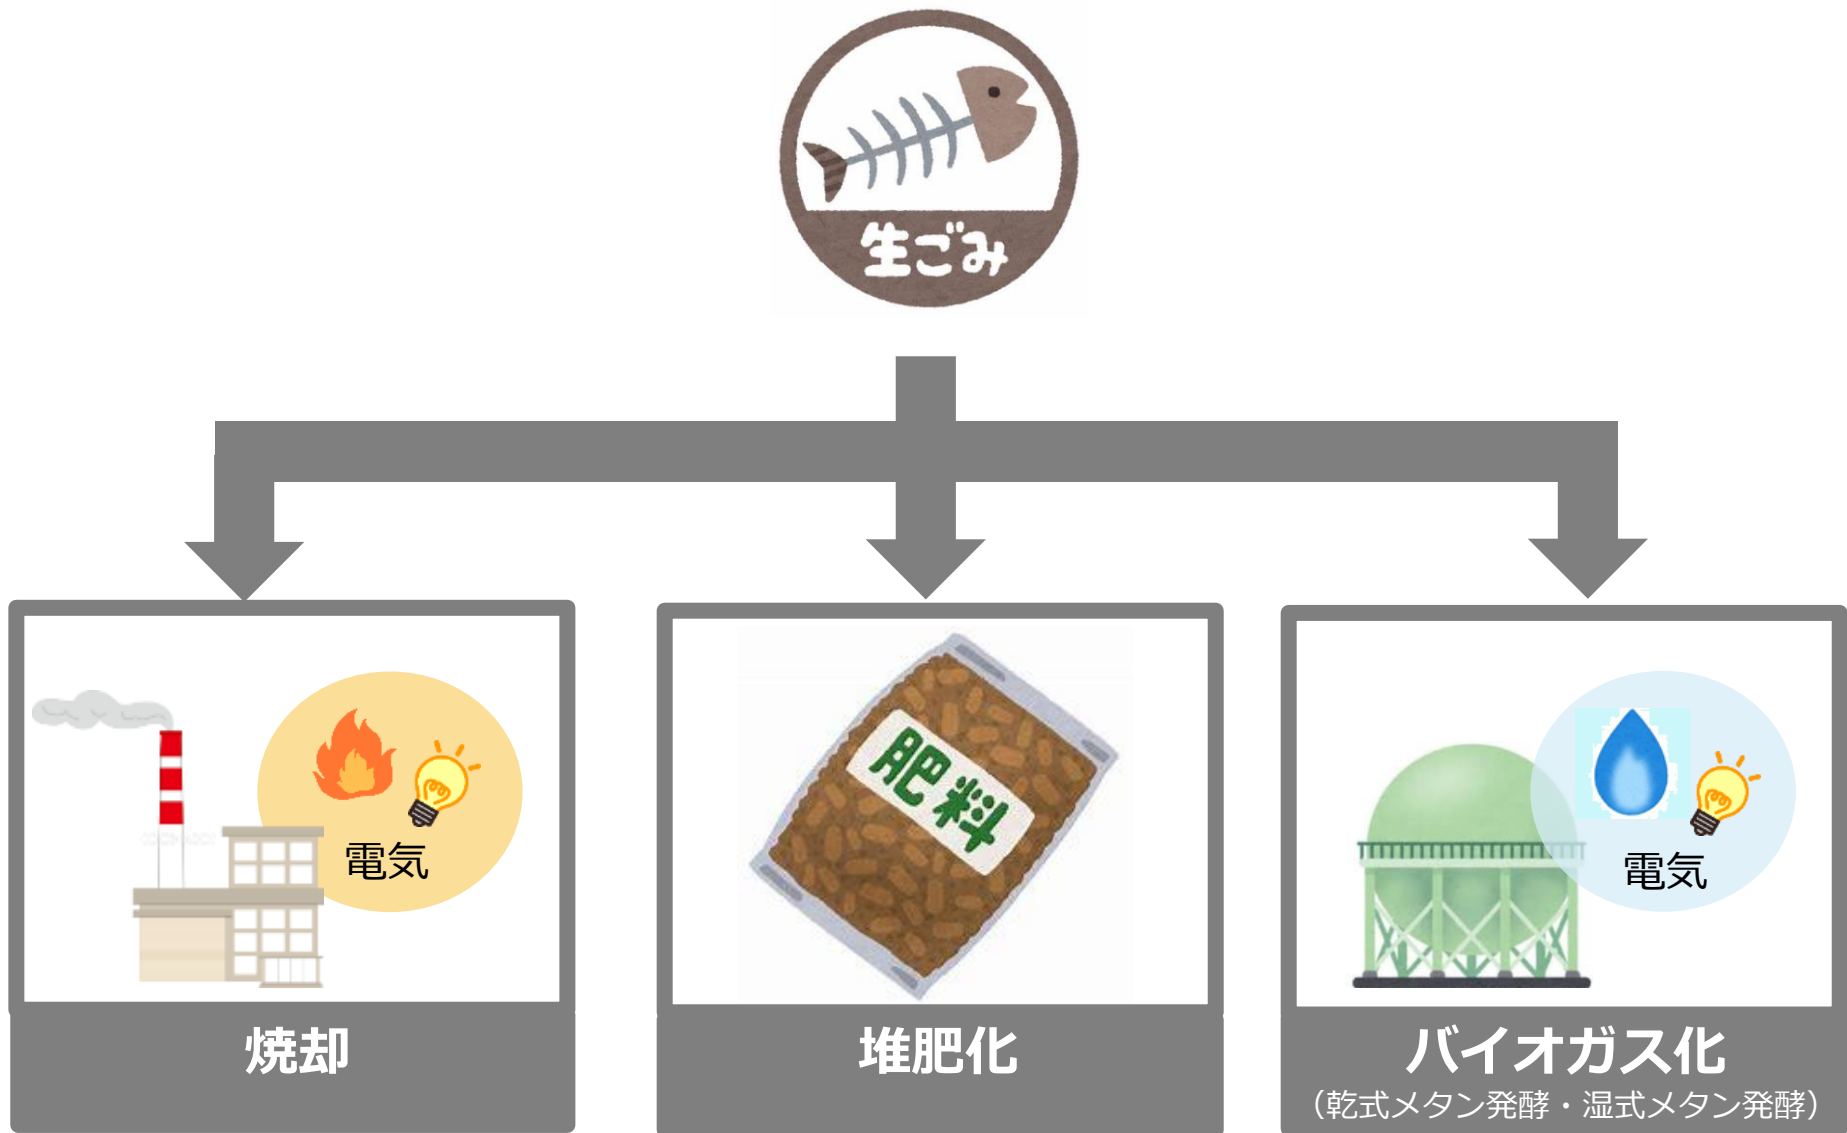 生ごみ
電気
肥料
電気
焼却
堆肥化
バイオガス化
（乾式メタン発酵・湿式メタン発酵）